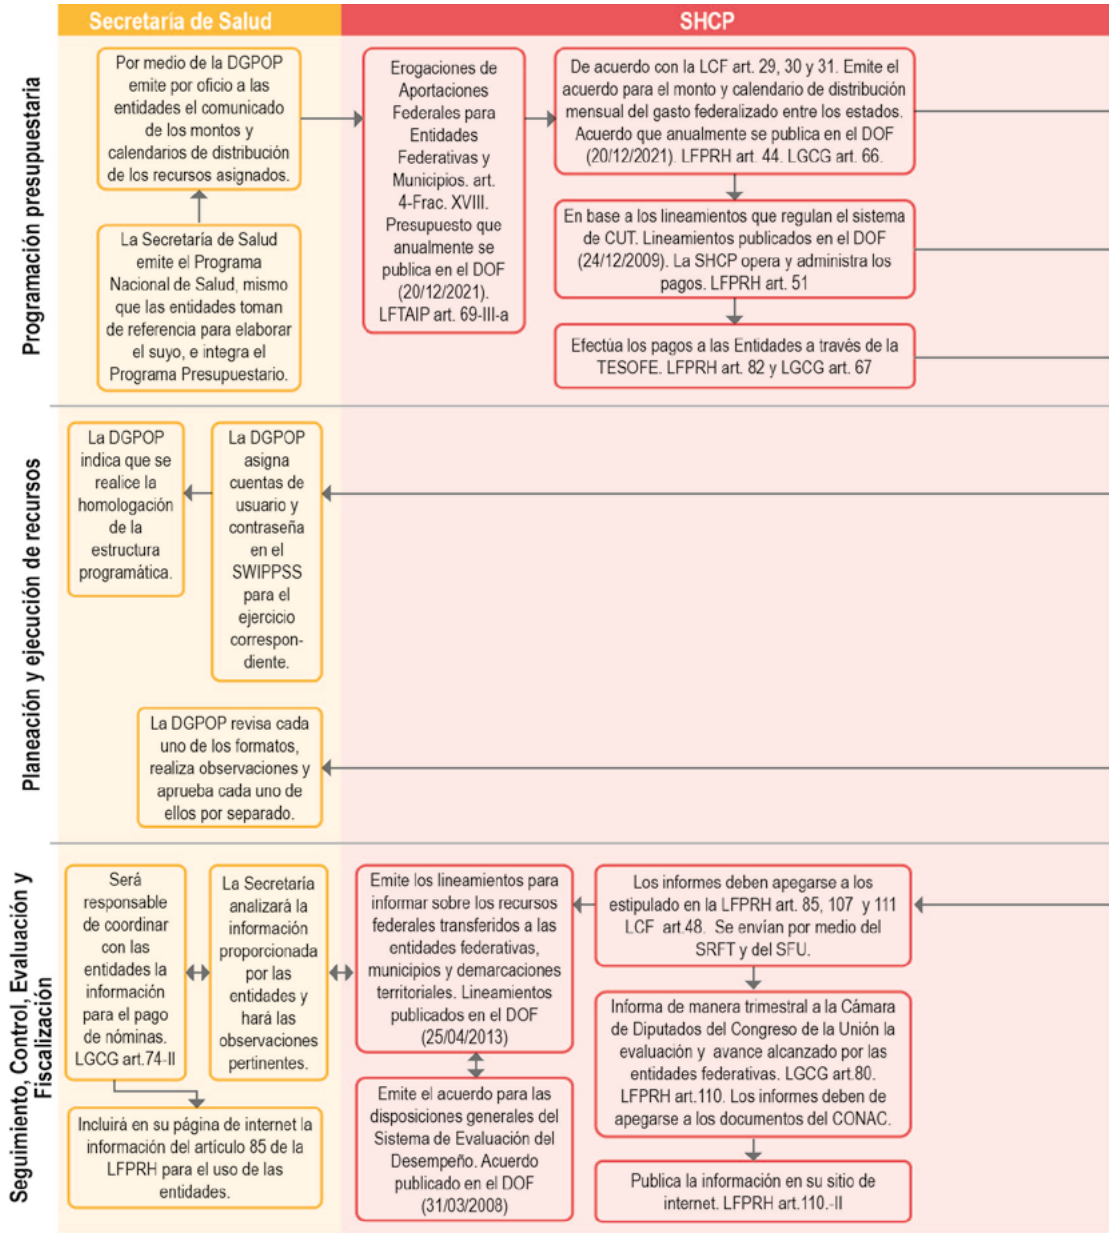 Secretaría de Salud
SHCP
Programación presupuestaria
Por medio de la DGPOP
emite por oficio a las
entidades el comunicado
de los montos y
calendarios de distribución
de los recursos asignados.
La Secretaría de Salud
emite el Programa
Nacional de Salud, mismo
que las entidades toman
de referencia para elaborar
el suyo, e integra el
Programa Presupuestario.
Erogaciones de
Aportaciones
Federales para
Entidades
Federativas y
Municipios. art.
4-Frac. XVIII.
Presupuesto que
anualmente se
publica en el DOF
(20/12/2021).
LFTAIP art. 69-III-a
De acuerdo con la LCF art. 29, 30 y 31. Emite el
acuerdo para el monto y calendario de distribución
mensual del gasto federalizado entre los estados.
Acuerdo que anualmente se publica en el DOF
(20/12/2021). LFPRH art. 44. LGCG art. 66.
En base a los lineamientos que regulan el sistema
de CUT. Lineamientos publicados en el DOF
(24/12/2009). La SHCP opera y administra los
pagos. LFPRH art. 51
Efectúa los pagos a las Entidades a través de la
TESOFE. LFPRH art. 82 y LGCG art. 67
Planeación y ejecución de recursos
La DGPOP
indica que se
realice la
homologación
de la
estructura
programática.
La DGPOP
asigna
cuentas de
usuario y
contraseña
en el
SWIPPSS
para el
ejercicio
correspon-
diente.
La DGPOP revisa cada
uno de los formatos,
realiza observaciones y
aprueba cada uno de
ellos por separado.
Seguimiento, Control, Evaluación y
Fiscalización
Será
responsable
de coordinar
con las
entidades la
información
para el pago
de nóminas.
LGCG art.74-II
La Secretaría
analizará la
información
proporcionada
por las
entidades y
hará las
observaciones
pertinentes.
Incluirá en su página de internet la
información del artículo 85 de la
LFPRH para el uso de las
entidades.
Emite los lineamientos para
informar sobre los recursos
federales transferidos a las
entidades federativas,
municipios y demarcaciones
territoriales. Lineamientos
publicados en el DOF
(25/04/2013)
Emite el acuerdo para las
disposiciones generales del
Sistema de Evaluación del
Desempeño. Acuerdo
publicado en el DOF
(31/03/2008)
Los informes deben apegarse a los
estipulado en la LFPRH art. 85, 107 y 111
LCF art.48. Se envían por medio del
SRFT y del SFU.
Informa de manera trimestral a la Cámara
de Diputados del Congreso de la Unión la
evaluación y avance alcanzado por las
entidades federativas. LGCG art.80.
LFPRH art.110. Los informes deben de
apegarse a los documentos del CONAC.
Publica la información en su sitio de
internet. LFPRH art.110.-II